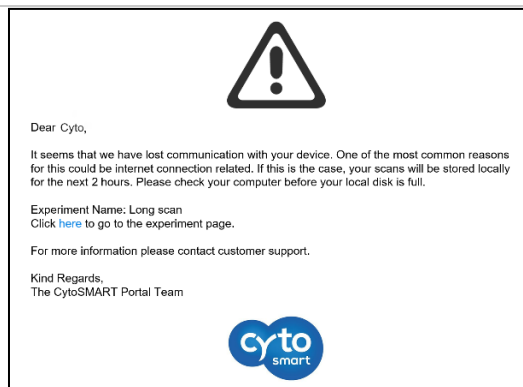 Dear Cyto,
It seems that we have lost communication with your device. One of the most common reasons
for this could be internet connection related. If this is the case, your scans will be stored locally
for the next 2 hours. Please check your computer before your local disk is full.
Experiment Name: Long scan
Click here to go to the experiment page.
For more information please contact customer support.
Kind Regards,
The CytoSMART Portal Team
cyto
smart